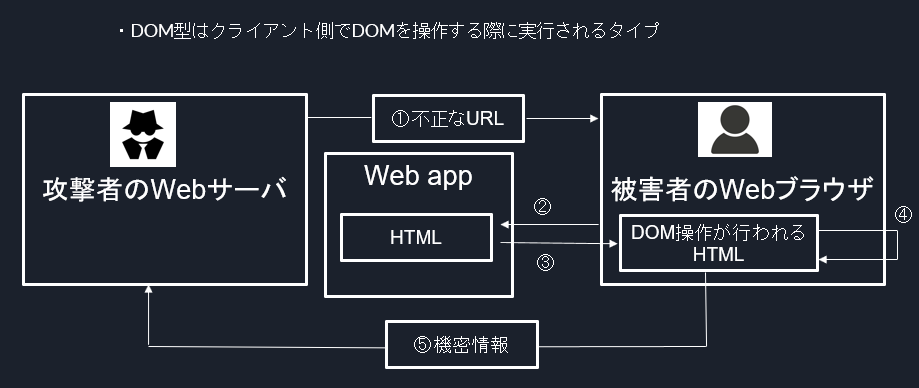 ・DOM型はクライアント側でDOMを操作する際に実行されるタイプ
①不正なURL
攻撃者のWebサーバ
Web app
HTML
被害者のWebブラウザ
②
③
④
DOM操作が行われる
HTML
⑤機密情報